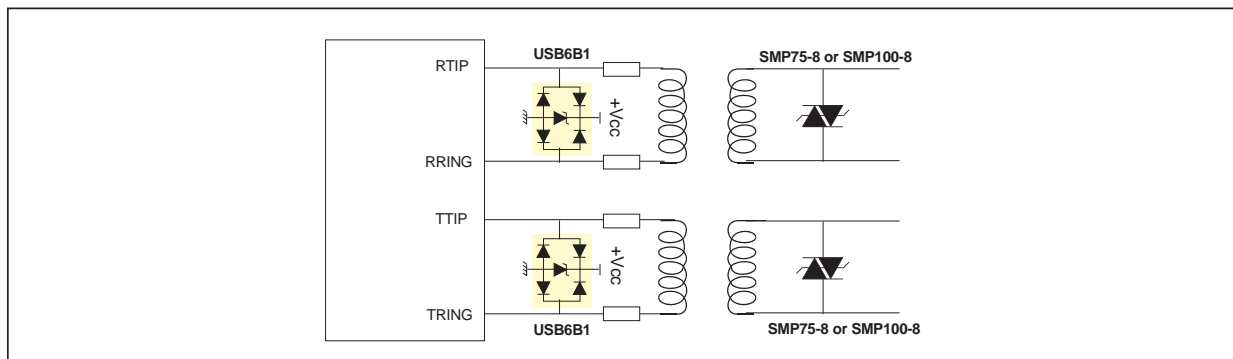 USB6B1
SMP75-8 or SMP100-8
RTIP
+Vcc
RRING
TTIP
+Vcc
TRING
USB6B1
SMP75-8 or SMP100-8